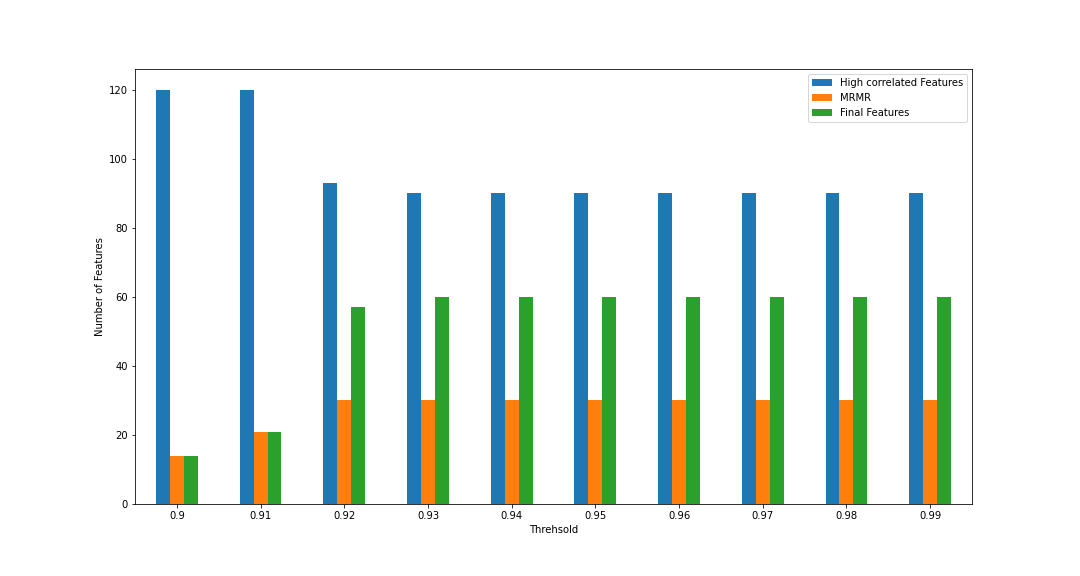 High correlated Features
MRMR
Final Features
Number of Features
120
100
80
60
40
20
0
0.9 0.91 0.92 0.93 0.94 0.95 0.96 0.97 0.98 0.99
Threhsold